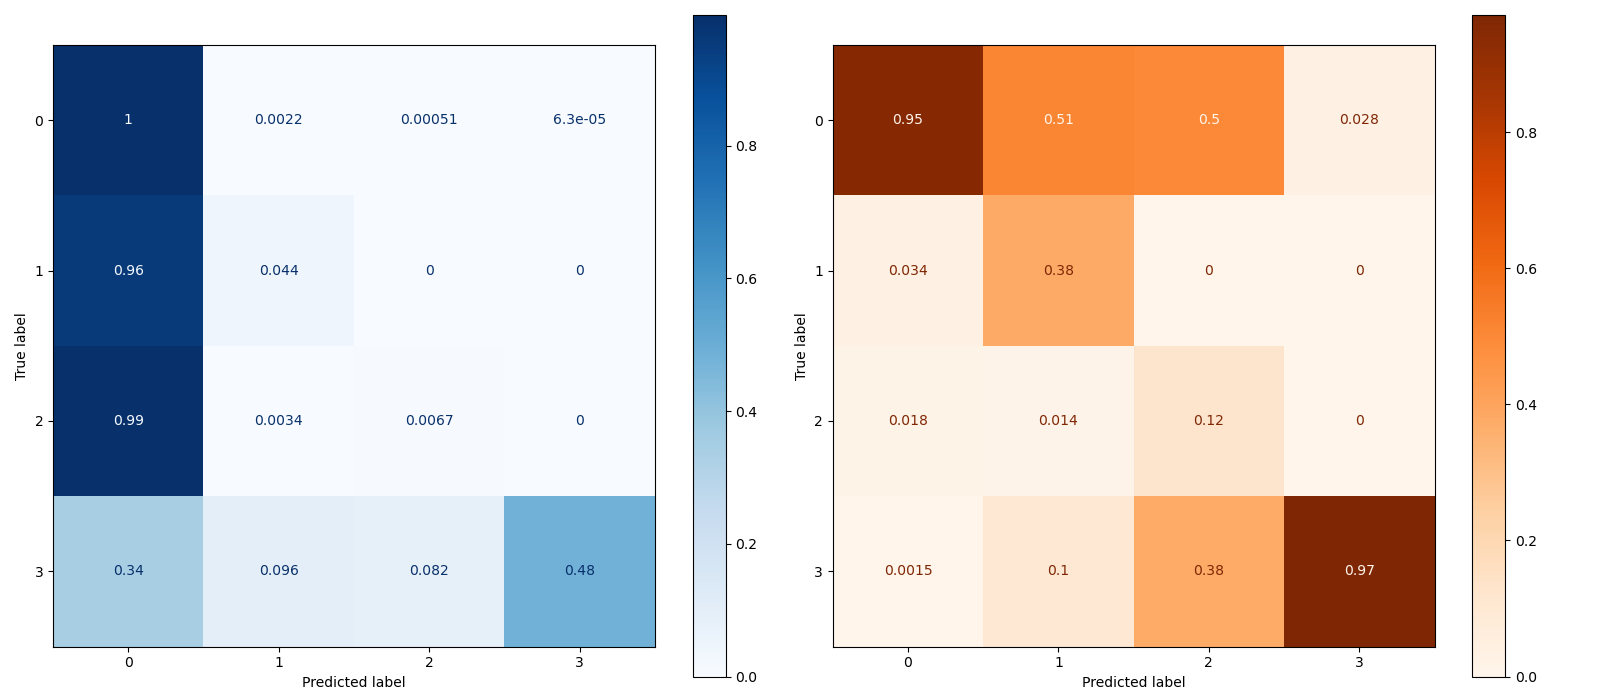 0 1 0.0022 0.00051 6.3e-05
1 0.96 0.044 0 0
2 0.99 0.0034 0.0067 0
3 0.34 0.096 0.082 0.48
0 1 2 3
Predicted label
True label
0.8
0.6
0.4
0.2
0.0
0 0.95 0.51 0.5 0.028
1 0.034 0.38 0 0
2 0.018 0.014 0.12 0
3 0.0015 0.1 0.38 0.97
0 1 2 3
Predicted label
True label
0.8
0.6
0.4
0.2
0.0